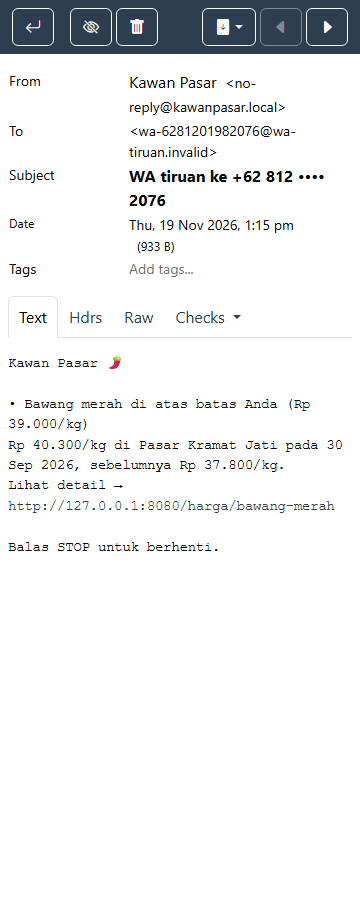 From Kawan Pasar <no-
reply@kawanpasar.local>
To <wa-6281201982076@wa-
tiruan.invalid>
Subject WA tiruan ke +62 812 ••••
2076
Date Thu, 19 Nov 2026, 1:15 pm
(933 B)
Tags Add tags...
Text Hdrs Raw Checks
Kawan Pasar 🌶️
• Bawang merah di atas batas Anda (Rp
39.000/kg)
Rp 40.300/kg di Pasar Kramat Jati pada 30
Sep 2026, sebelumnya Rp 37.800/kg.
Lihat detail →
http://127.0.0.1:8080/harga/bawang-merah
Balas STOP untuk berhenti.